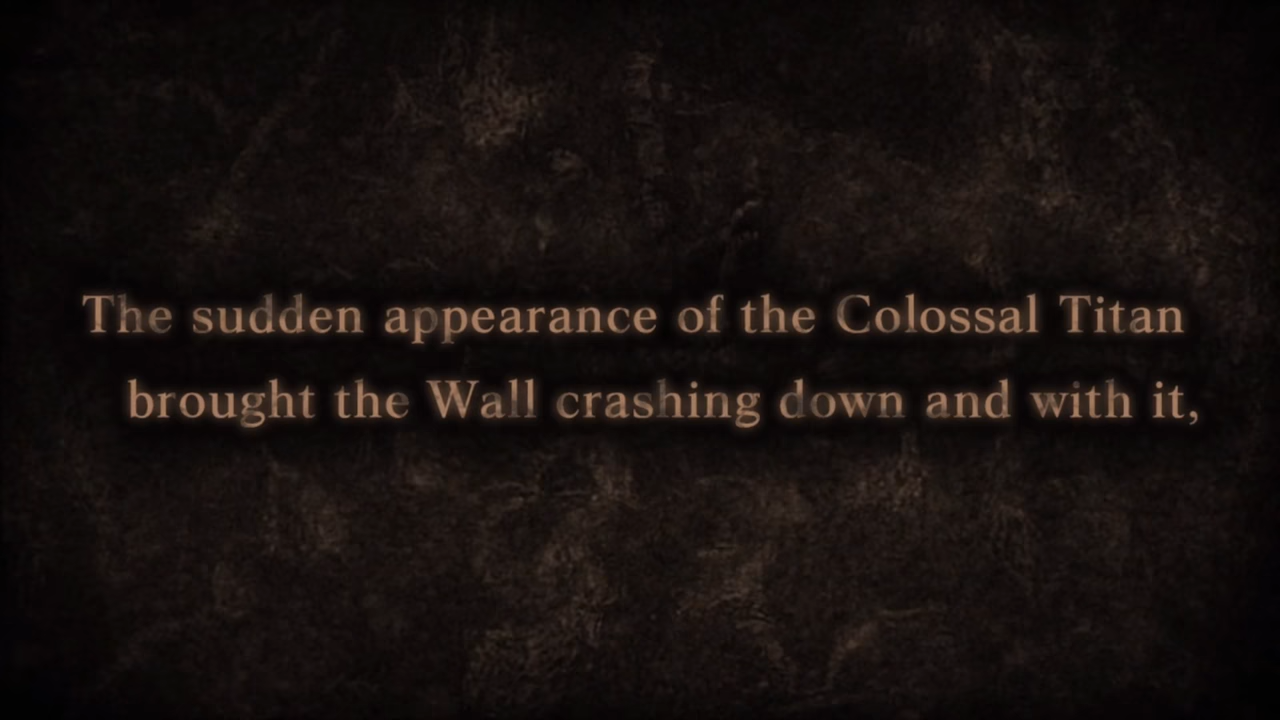 The sudden appearance of the Colossal Titan
brought the Wall crashing down and with it,